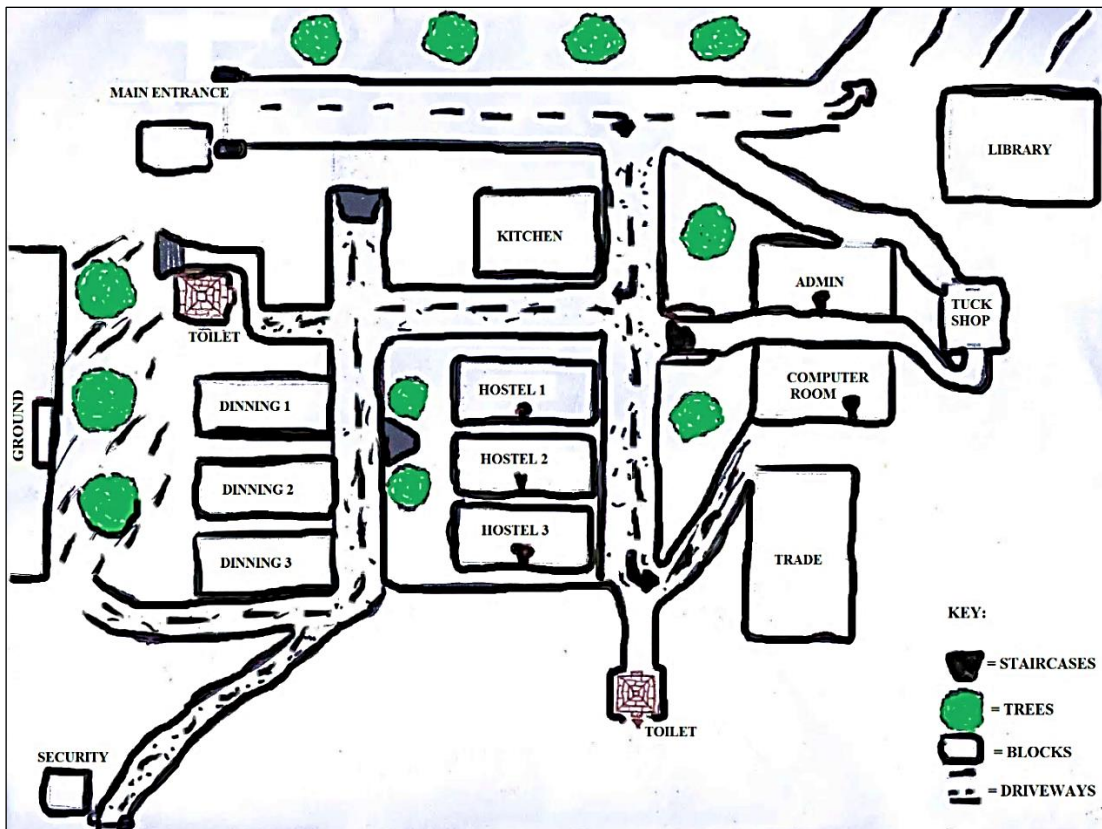 MAIN ENTRANCE
LIBRARY
KITCHEN
ADMIN
TUCK
SHOP
TOILET
HOSTEL 1
COMPUTER
ROOM
DINNING 1
GROUND
HOSTEL 2
DINNING 2
HOSTEL 3
DINNING 3
TRADE
KEY:
= STAIRCASES
= TREES
TOILET
= BLOCKS
SECURITY
= DRIVEWAYS